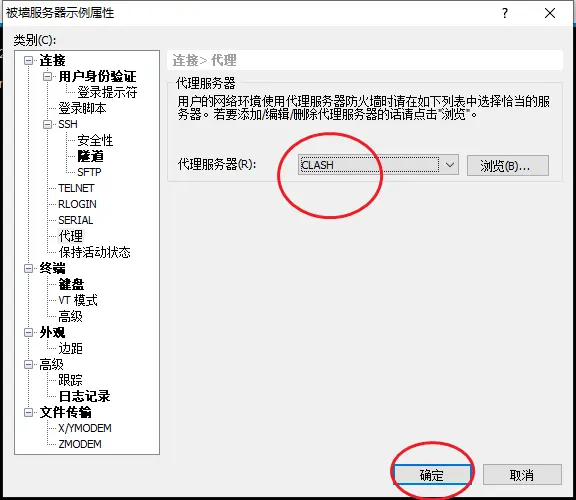 被墙服务器示例属性
?
类别(C):
连接
用户身份验证
登录提示符
登录脚本
SSH
安全性
隧道
SFTP
TELNET
RLOGIN
SERIAL
代理
保持活动状态
终端
键盘
VT 模式
高级
外观
边距
高级
跟踪
日志记录
文件传输
X/YMODEM
ZMODEM
连接> 代理
代理服务器
用户的网络环境使用代理服务器防火墙时请在如下列表中选择恰当的服
务器。若要添加/编辑/删除代理服务器的话请点击"浏览"。
代理服务器(R):
CLASH
浏览(B)...
确定
取消